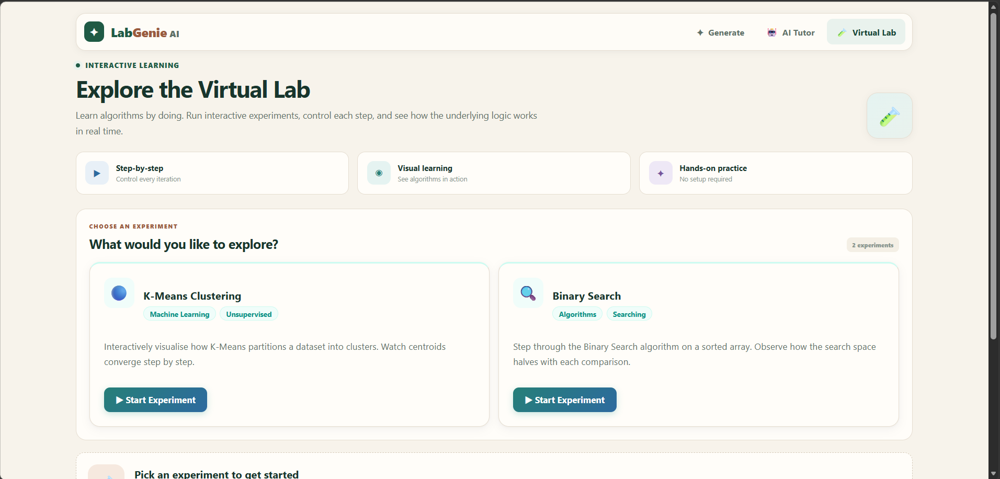 LabGenie AI
Generate
AI Tutor
Virtual Lab
INTERACTIVE LEARNING
Explore the Virtual Lab
Learn algorithms by doing. Run interactive experiments, control each step, and see how the underlying logic works
in real time.
Step-by-step
Control every iteration
Visual learning
See algorithms in action
Hands-on practice
No setup required
CHOOSE AN EXPERIMENT
What would you like to explore?
2 experiments
K-Means Clustering
Machine Learning
Unsupervised
Interactively visualise how K-Means partitions a dataset into clusters. Watch centroids
converge step by step.
Start Experiment
Binary Search
Algorithms
Searching
Step through the Binary Search algorithm on a sorted array. Observe how the search space
halves with each comparison.
Start Experiment
Pick an experiment to get started